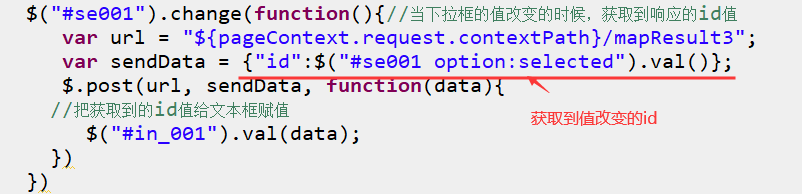 $("#se001").change(function(){//当下拉框的值改变的时候，获取到响应的id值
var url = "${pageContext.request.contextPath}/mapResult3";
var sendData = {"id":$("#se001 option:selected").val()};
$.post(url, sendData, function(data){
//把获取到的id值给文本框赋值
获取到值改变的id
$("#in_001").val(data);
})
})